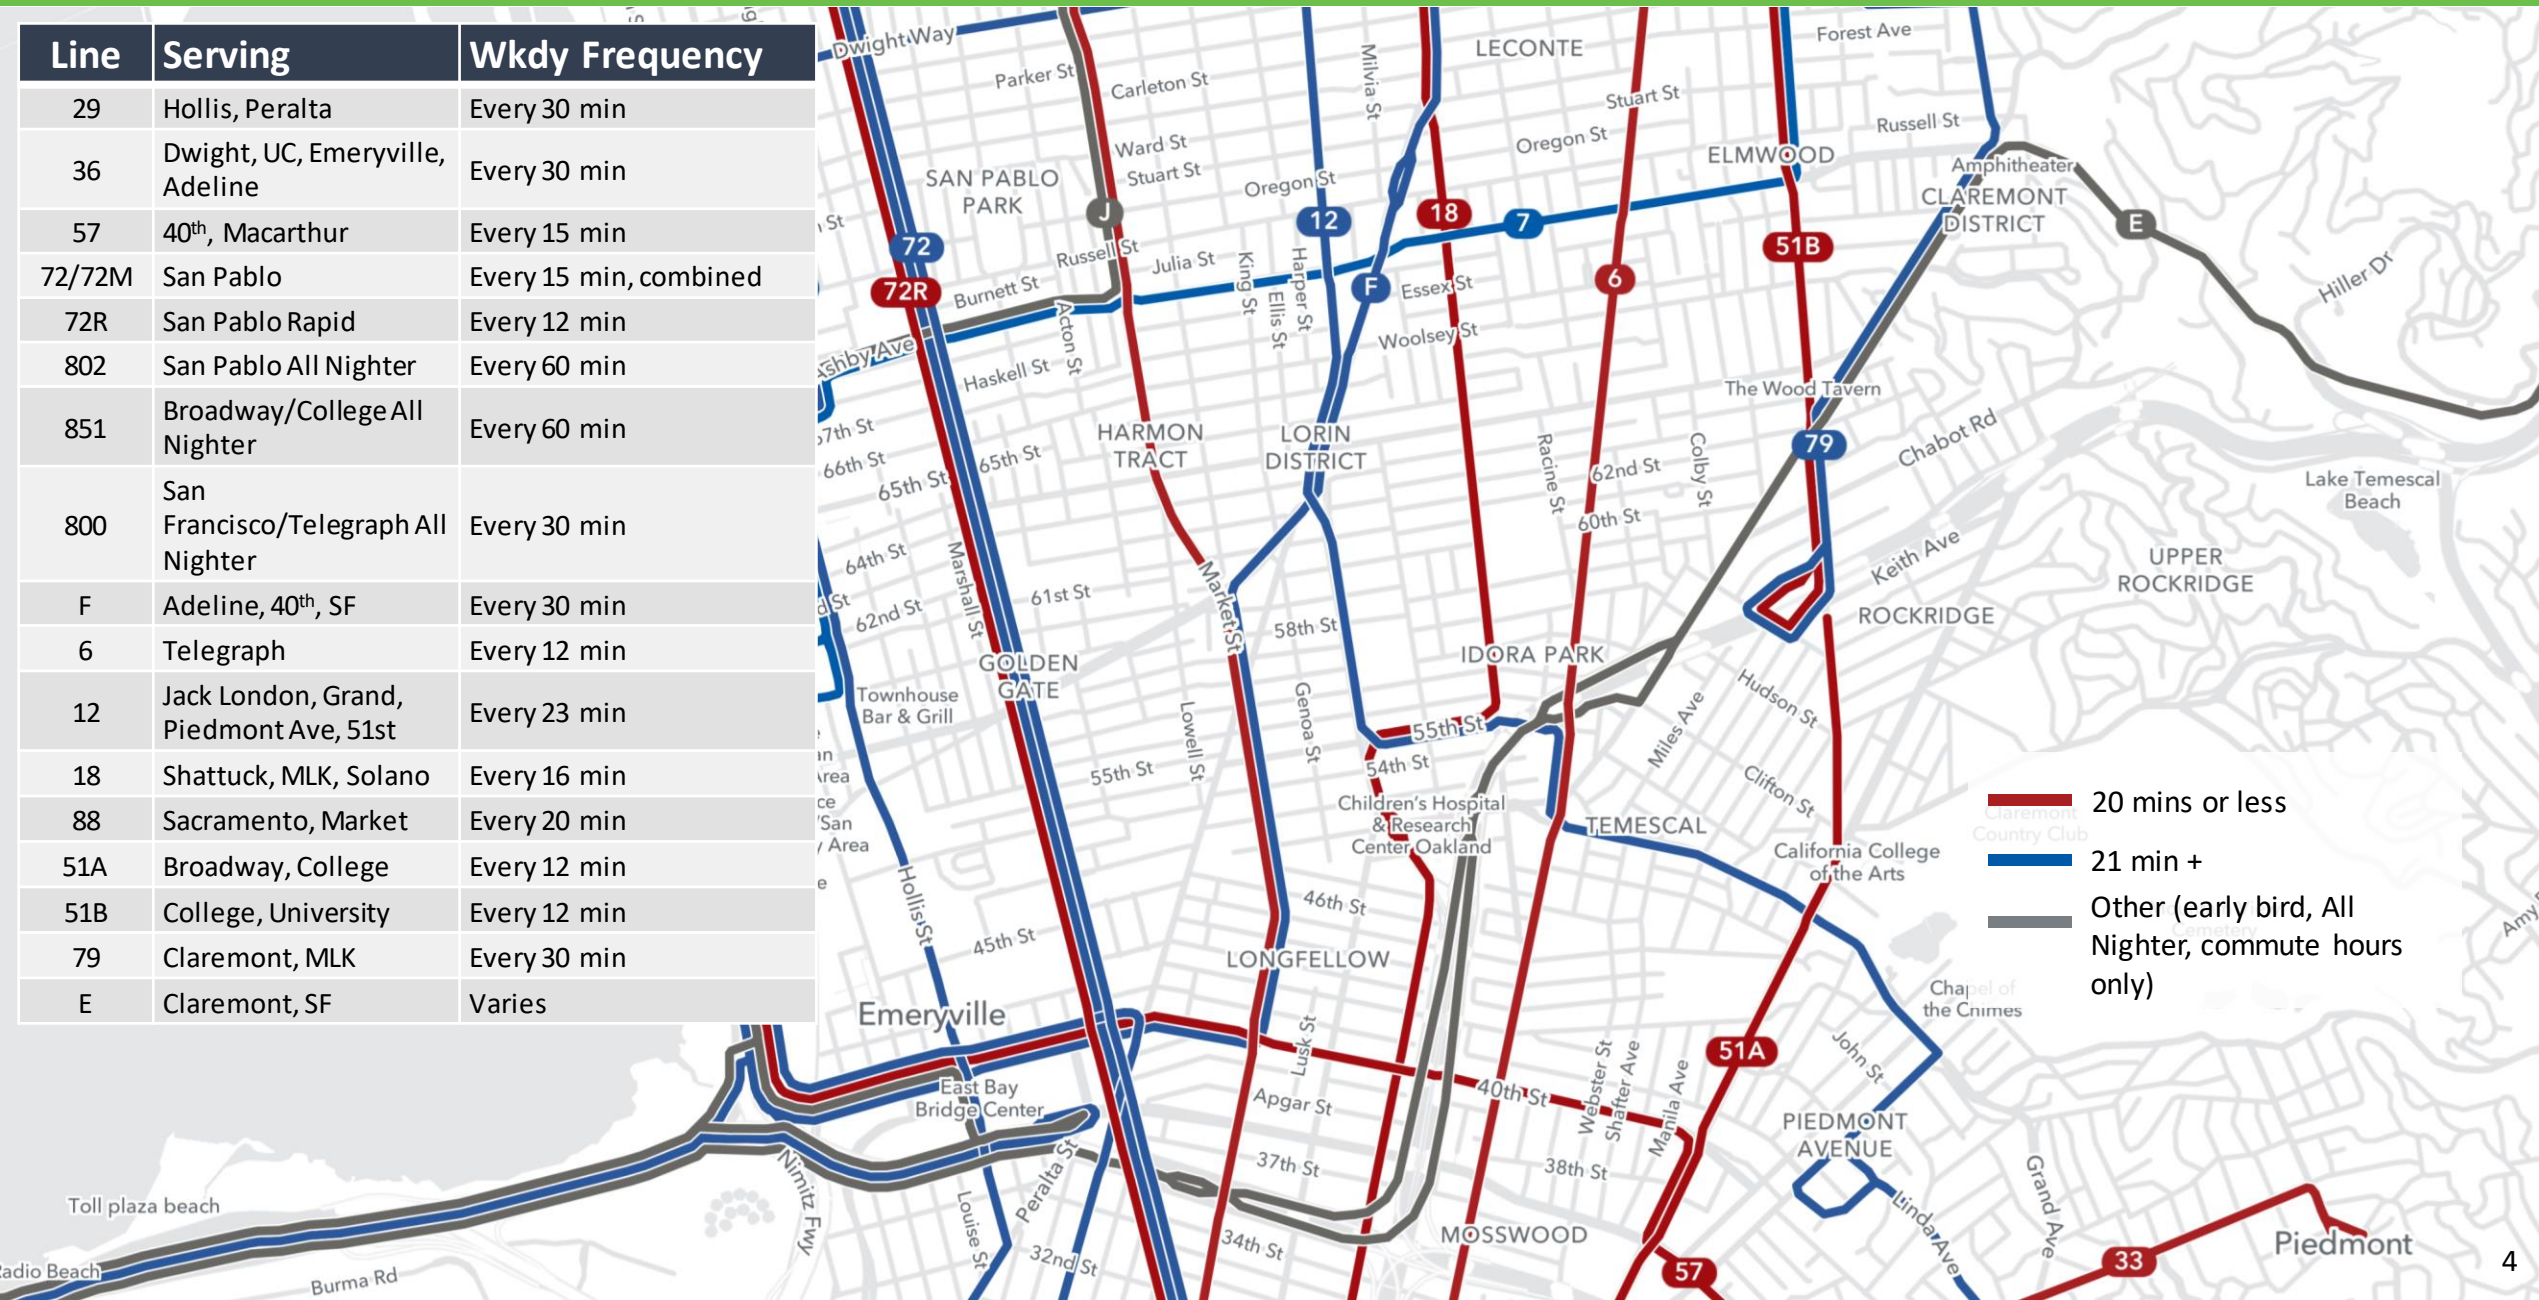 Line Serving Wkdy Frequency
29 Hollis, Peralta Every 30 min
36 Dwight, UC, Emeryville, Adeline Every 30 min
57 40th, Macarthur Every 15 min
72/72M San Pablo Every 15 min, combined
72R San Pablo Rapid Every 12 min
802 San Pablo All Nighter Every 60 min
851 Broadway/College All Nighter Every 60 min
800 San Francisco/Telegraph All Nighter Every 30 min
F Adeline, 40th, SF Every 30 min
6 Telegraph Every 12 min
12 Jack London, Grand, Piedmont Ave, 51st Every 23 min
18 Shattuck, MLK, Solano Every 16 min
88 Sacramento, Market Every 20 min
51A Broadway, College Every 12 min
51B College, University Every 12 min
79 Claremont, MLK Every 30 min
E Claremont, SF Varies
Dwight Way
Parker St
Carleton St
Milvia St
LECONTE
Forest Ave
Stuart St
Oregon St
Russell St
Ward St
Stuart St
SAN PABLO
PARK
Oregon St
ELMWOOD
Amphitheater
CLAREMONT
DISTRICT
J
12
18
7
E
72
51B
Russell St
Julia St
King St
Harper St
Ellis St
F
Essex St
6
Hiller Dr
72R
Burnett St
Acton St
Woolsey St
Ashby Ave
Haskell St
The Wood Tavern
67th St
66th St
65th St
65th St
HARMON
TRACT
LORIN
DISTRICT
Racine St
62nd St
Colby St
79
Chabot Rd
Lake Temescal
Beach
60th St
64th St
Marshall St
Market St
Keith Ave
UPPER
ROCKRIDGE
61st St
62nd St
58th St
ROCKRIDGE
GOLDEN
GATE
IDORA PARK
Townhouse
Bar & Grill
Lowell St
Genoa St
55th St
Miles Ave
Hudson St
55th St
54th St
Clifton St
Children's Hospital
& Research
Center Oakland
TEMESCAL
California College
of the Arts
Area
/San
Area
Hollis St
46th St
45th St
LONGFELLOW
20 mins or less
Claremont
Country Club
21 min +
Other (early bird, All
Nighter, commute hours
only)
Cemetery
Amy
Chapel of
the Chimes
Emeryville
Lusk St
Webster St
Shafter Ave
Manila Ave
51A
John St
East Bay
Bridge Center
Apgar St
40th St
PIEDMONT
AVENUE
Nimitz Fwy
Peralta St
37th St
38th St
Grand Ave
Toll plaza beach
Louise St
34th St
MOSSWOOD
Linda Ave
Piedmont
32nd St
Radio Beach
Burma Rd
57
33
4